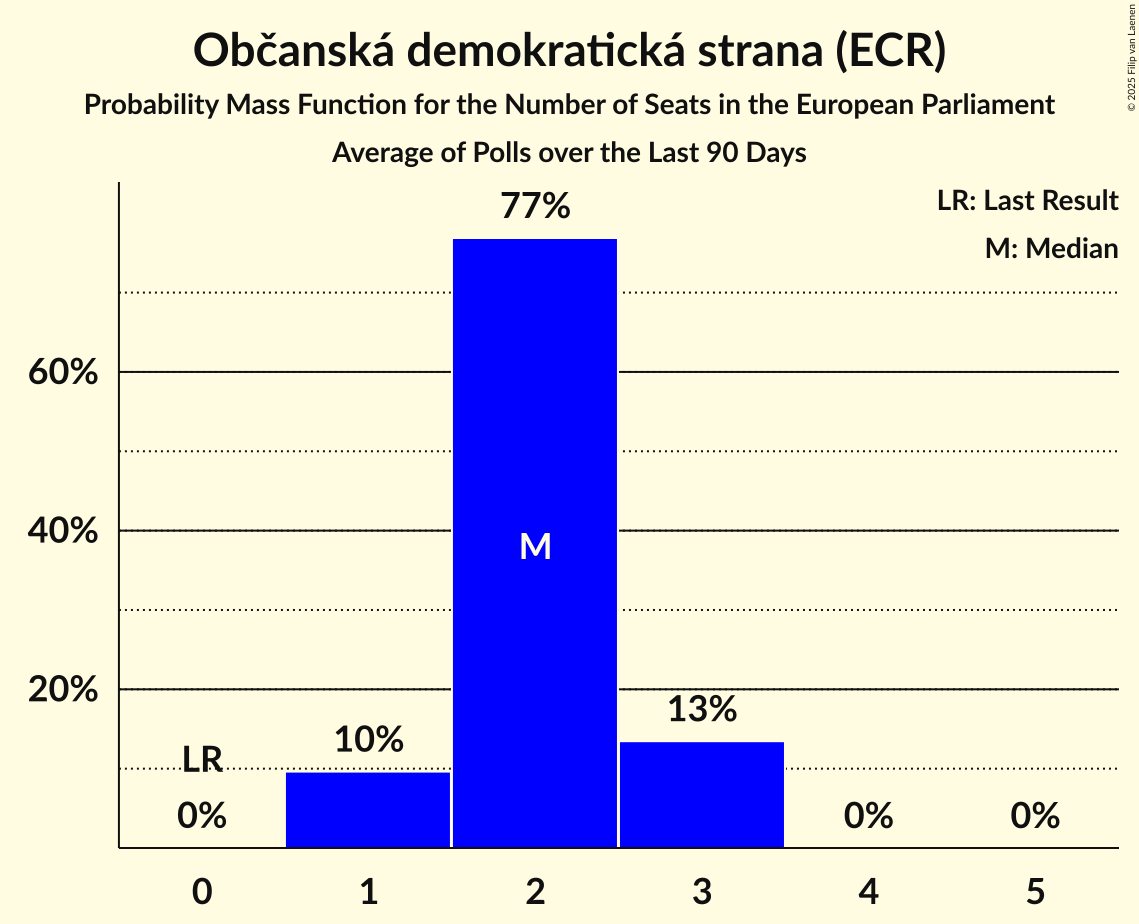 Občanská demokratická strana (ECR)
Probability Mass Function for the Number of Seats in the European Parliament
Average of Polls over the Last 90 Days
© 2025 Filip van Laenen
LR: Last Result
M: Median
77%
60%
40%
M
20%
13%
10%
LR
0%
0%
0%
0 1 2 3 4 5